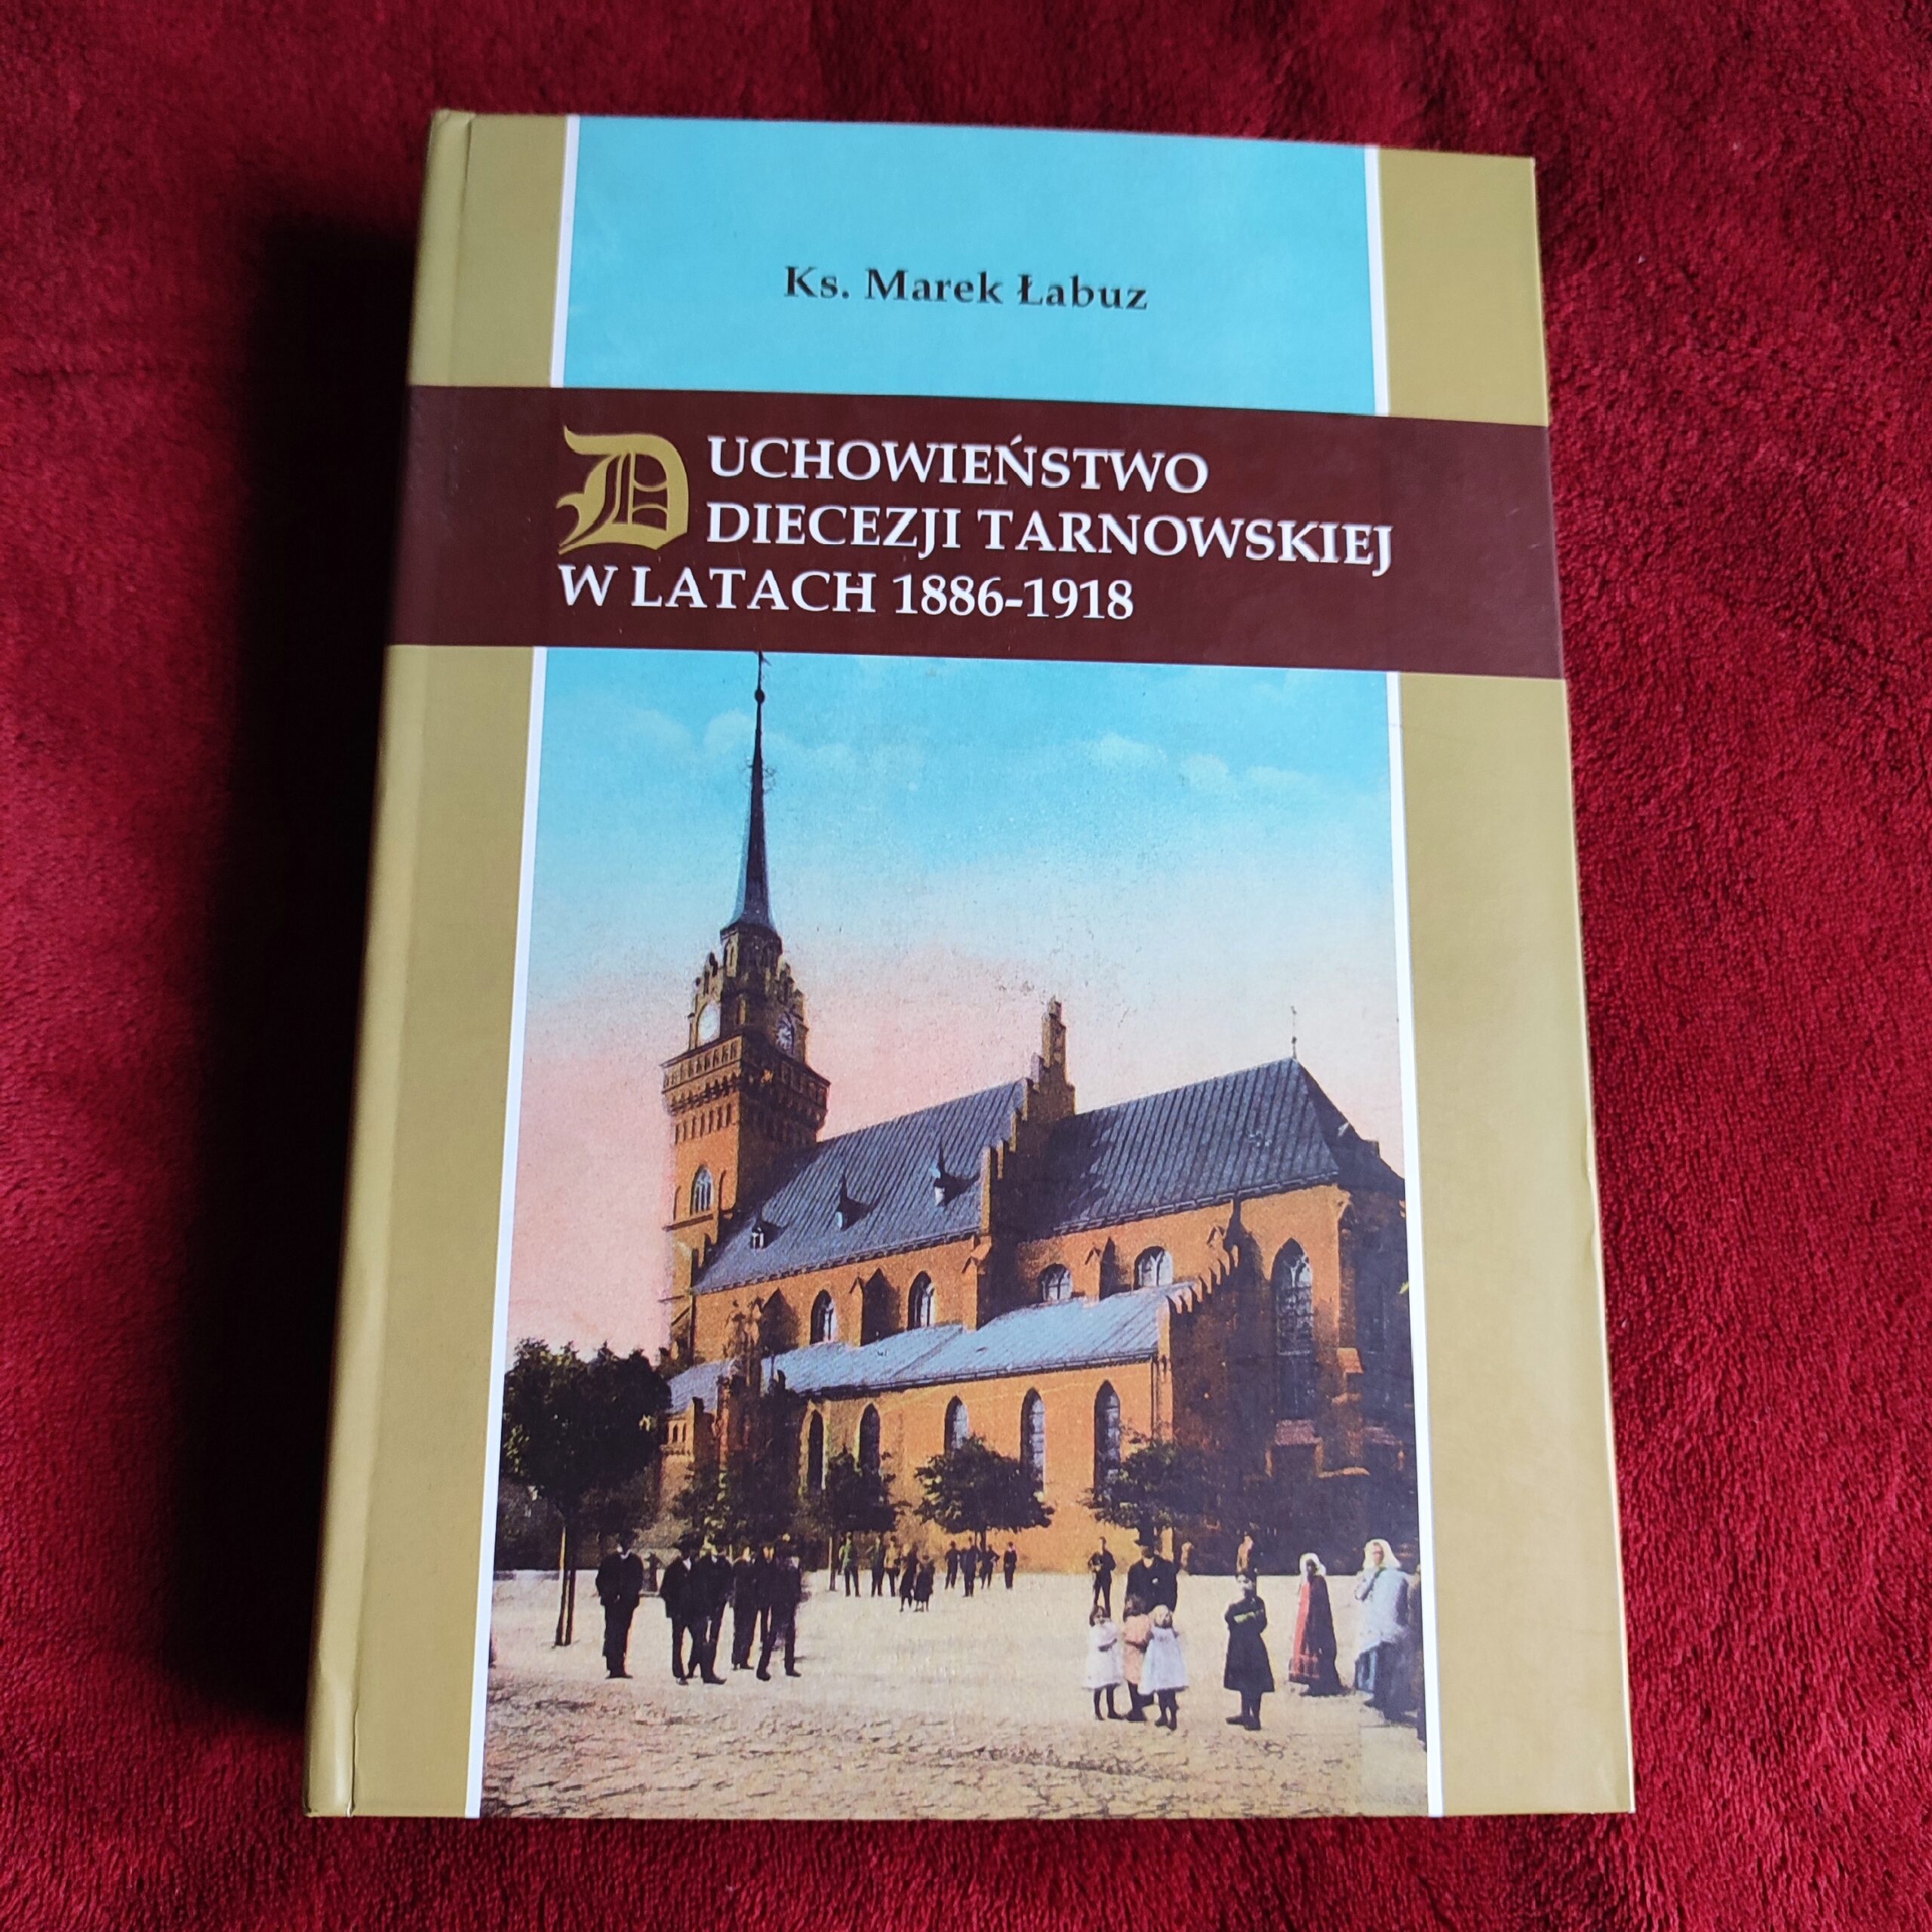 Ks. Marek Łabuz
DUCHOWIEŃSTWO
DIECEZJI TARNOWSKIEJ
W LATACH 1886-1918